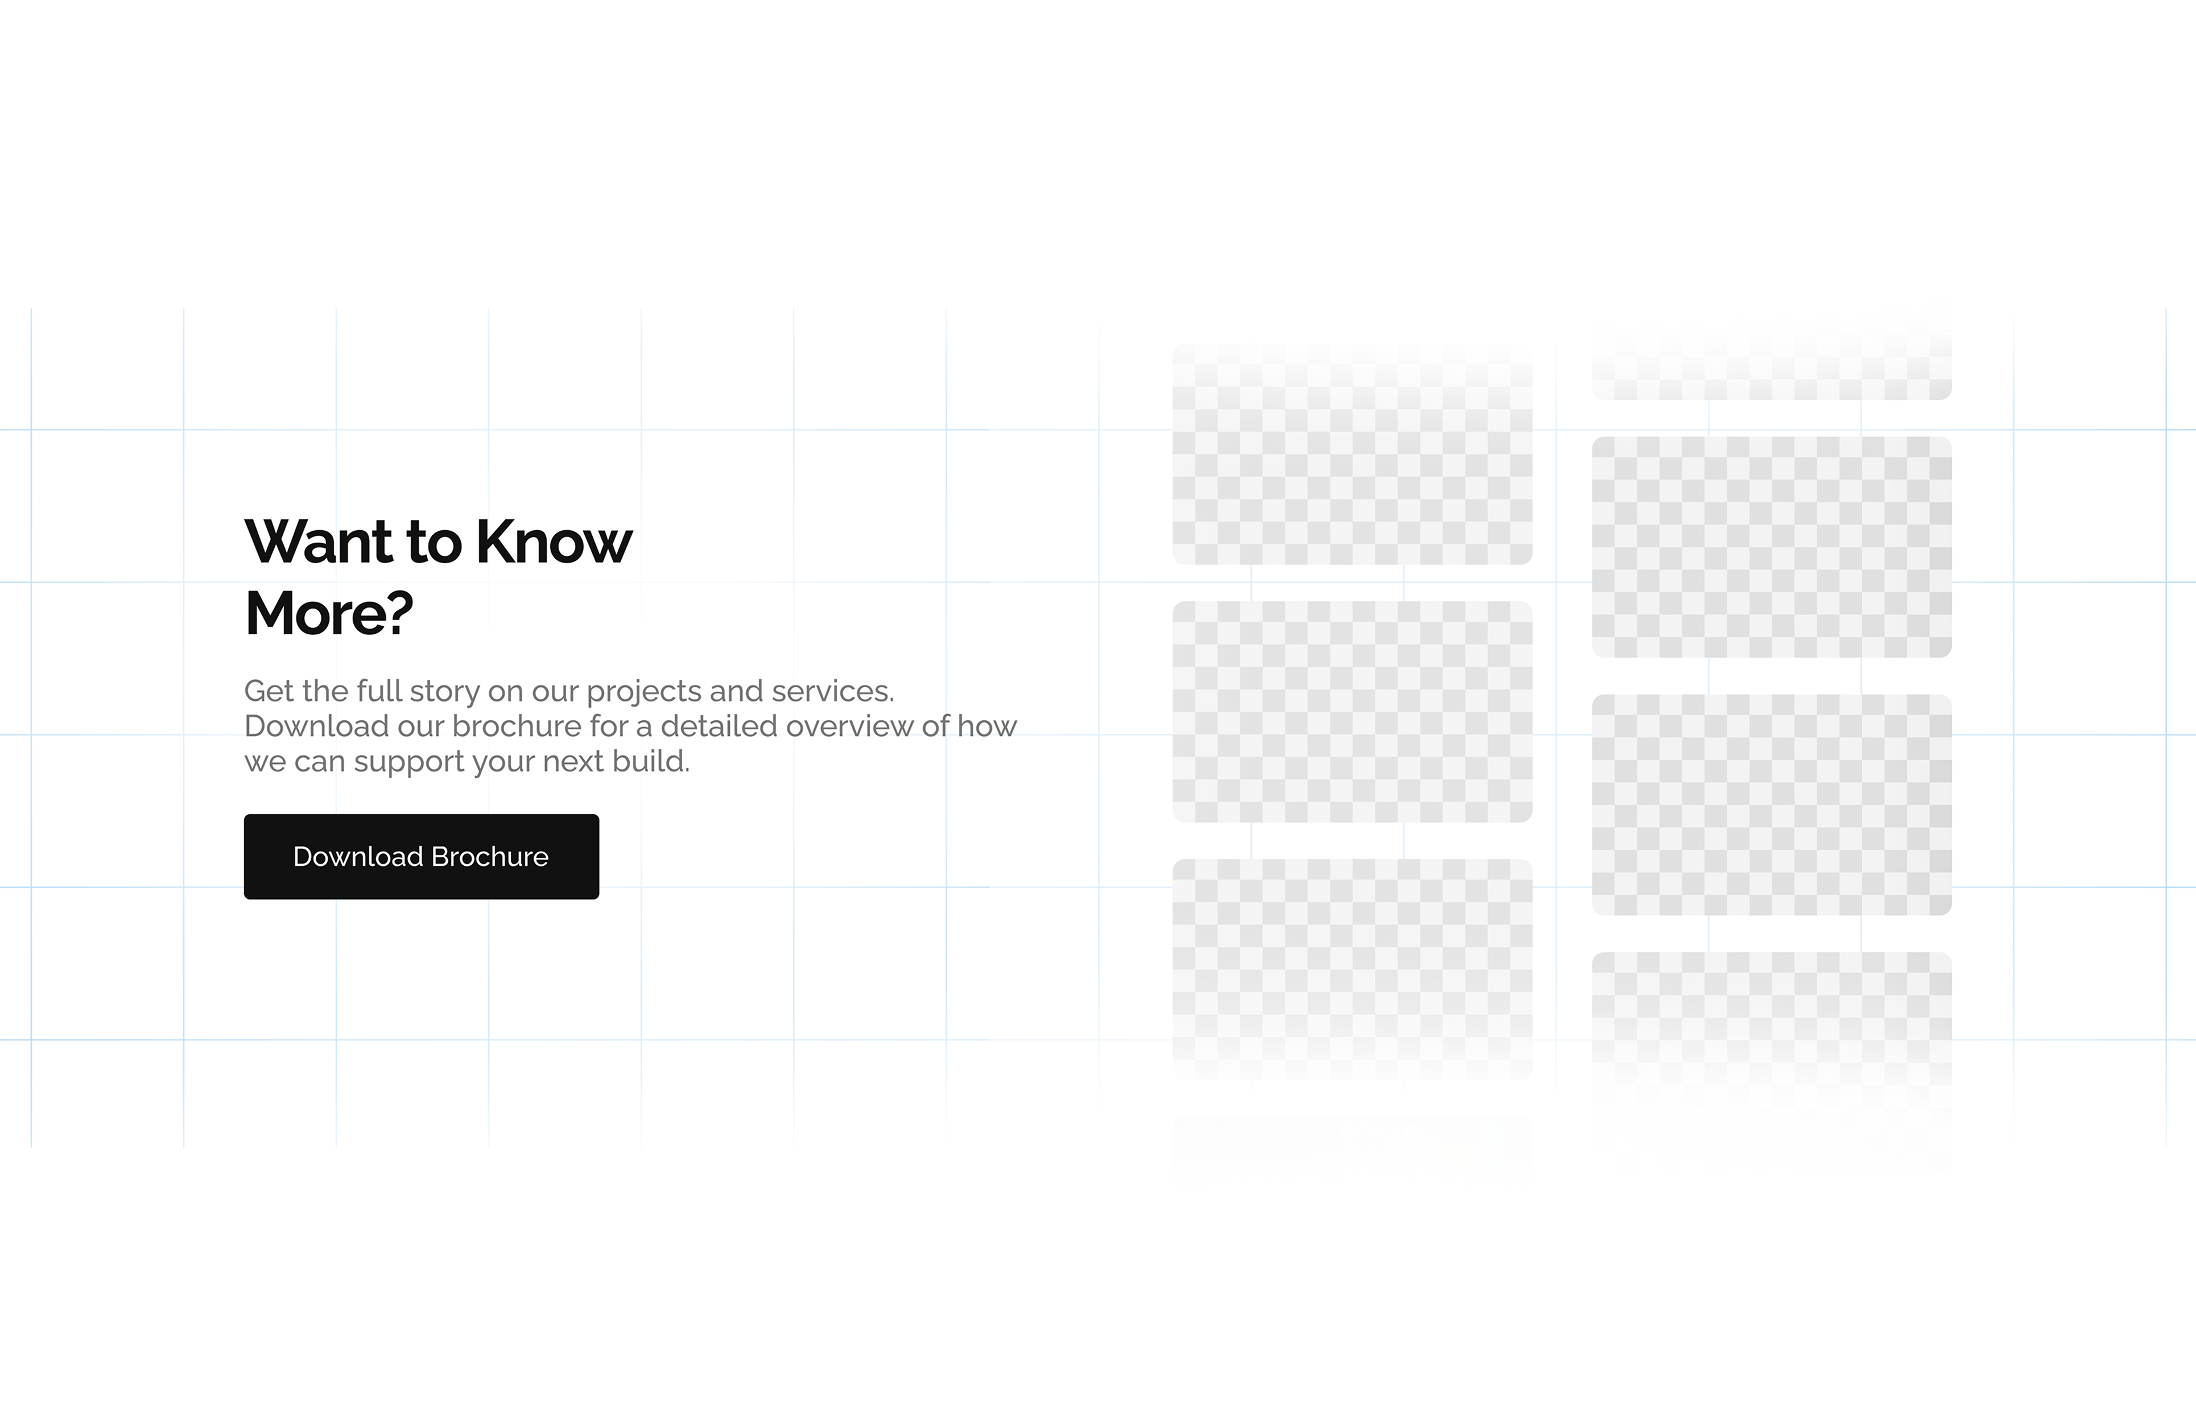 Want to Know
More?
Get the full story on our projects and services.
Download our brochure for a detailed overview of how
we can support your next build.
Download Brochure